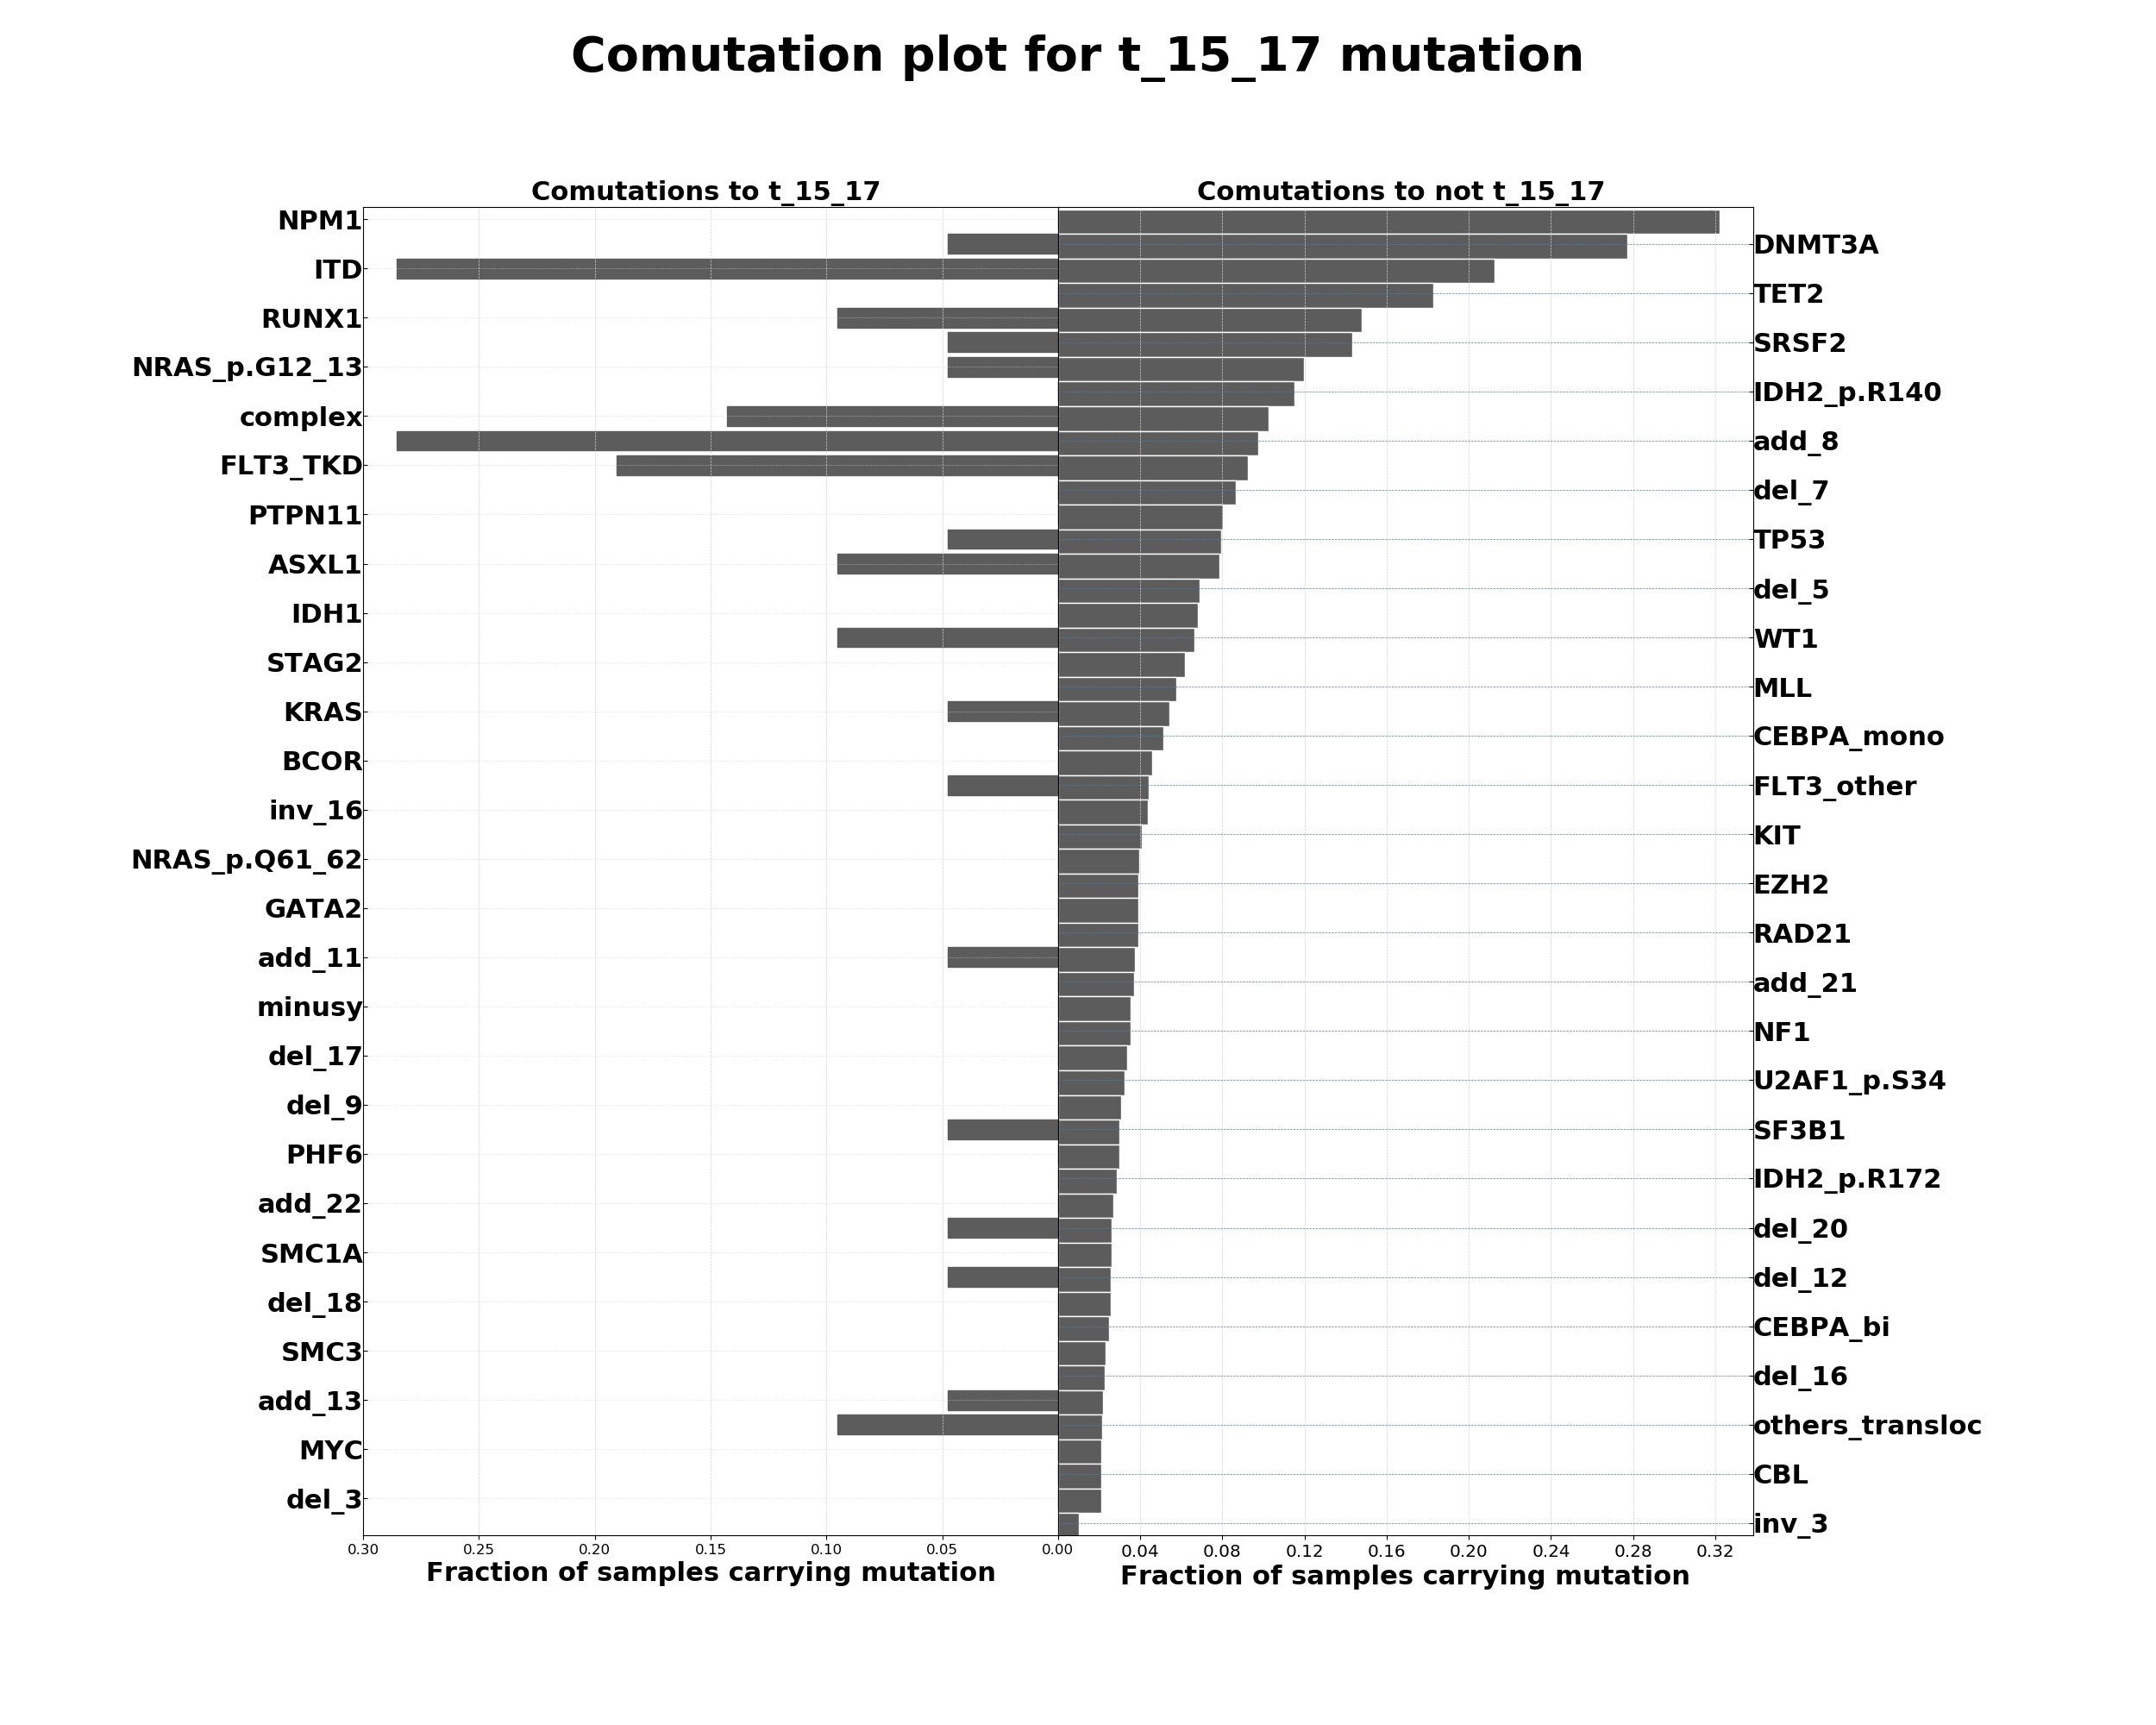 Comutation plot for t_15_17 mutation
Comutations to t_15_17
Comutations to not t_15_17
NPM1
DNMT3A
ITD
TET2
RUNX1
SRSF2
NRAS_p.G12_13
IDH2_p.R140
complex
add_8
FLT3_TKD
del_7
PTPN11
TP53
ASXL1
del_5
IDH1
WT1
STAG2
MLL
KRAS
CEBPA_mono
BCOR
FLT3_other
inv_16
KIT
NRAS_p.Q61_62
EZH2
GATA2
RAD21
add_11
add_21
minusy
NF1
del_17
U2AF1_p.S34
del_9
SF3B1
PHF6
IDH2_p.R172
add_22
del_20
SMC1A
del_12
del_18
CEBPA_bi
SMC3
del_16
add_13
others_transloc
MYC
CBL
del_3
inv_3
0.30 0.25 0.20 0.15 0.10 0.05 0.00 0.04 0.08 0.12 0.16 0.20 0.24 0.28 0.32
Fraction of samples carrying mutation
Fraction of samples carrying mutation